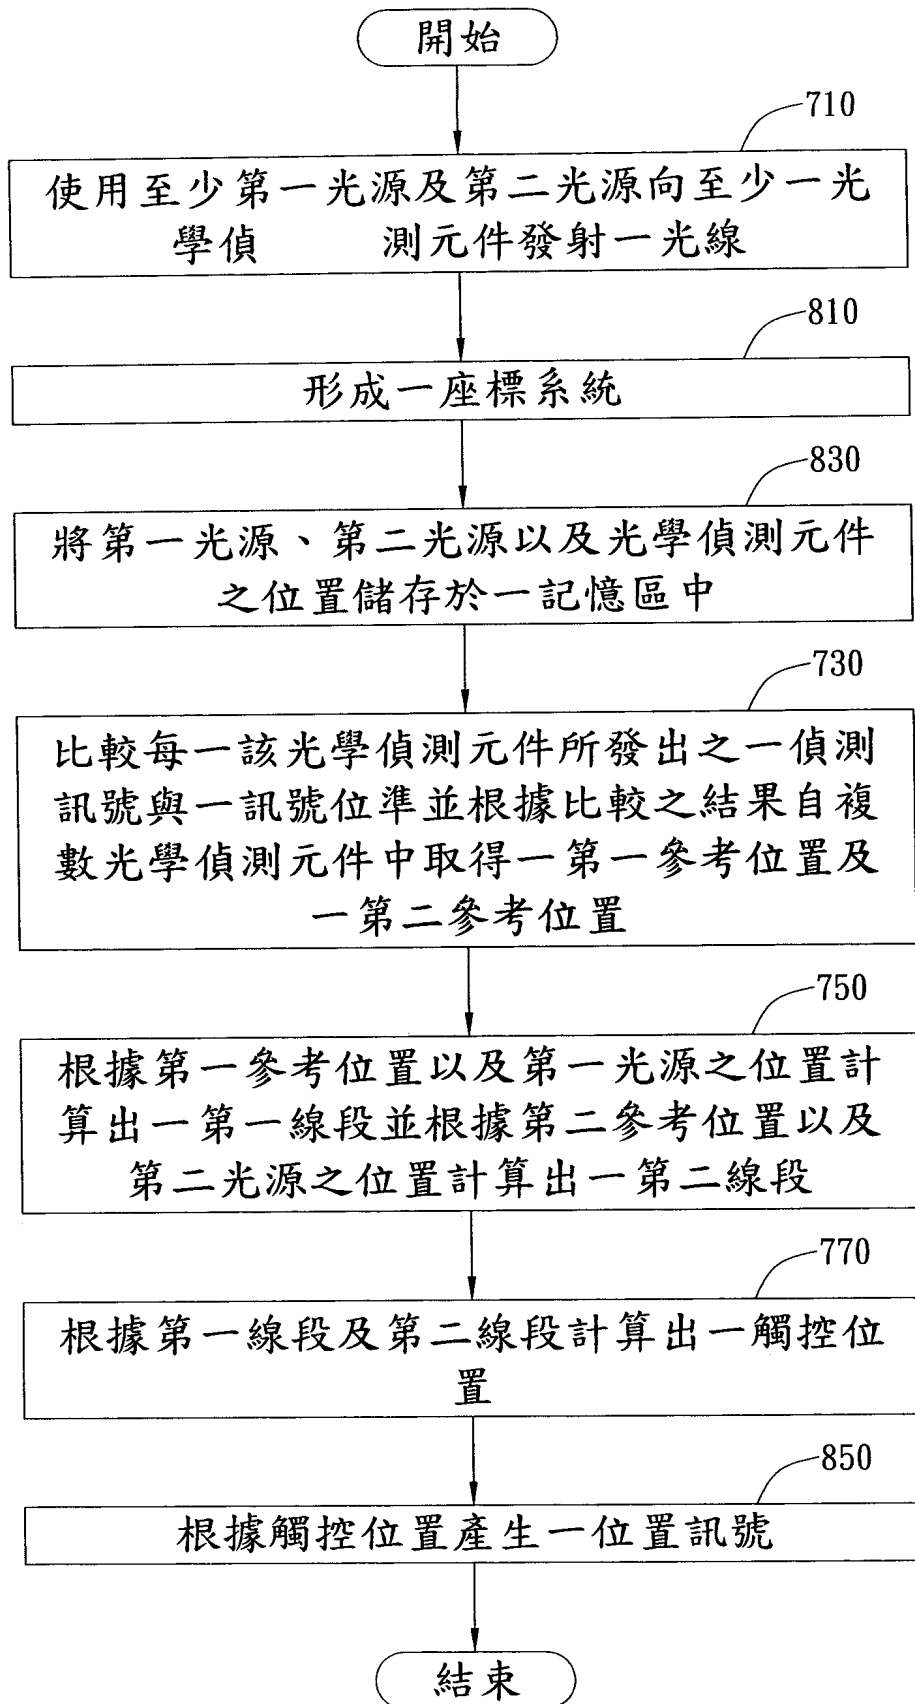 開始
710
使用至少第一光源及第二光源向至少一光
學偵 測元件發射一光線
810
形成一座標系統
830
將第一光源、第二光源以及光學偵測元件
之位置儲存於一記憶區中
730
比較每一該光學偵測元件所發出之一偵測
訊號與一訊號位準並根據比較之結果自複
數光學偵測元件中取得一第一參考位置及
一第二參考位置
750
根據第一參考位置以及第一光源之位置計
算出一第一線段並根據第二參考位置以及
第二光源之位置計算出一第二線段
770
根據第一線段及第二線段計算出一觸控位
置
850
根據觸控位置產生一位置訊號
結束